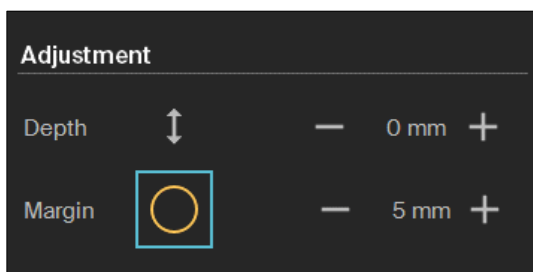 Adjustment
Depth — 0 mm +
Margin — 5 mm +